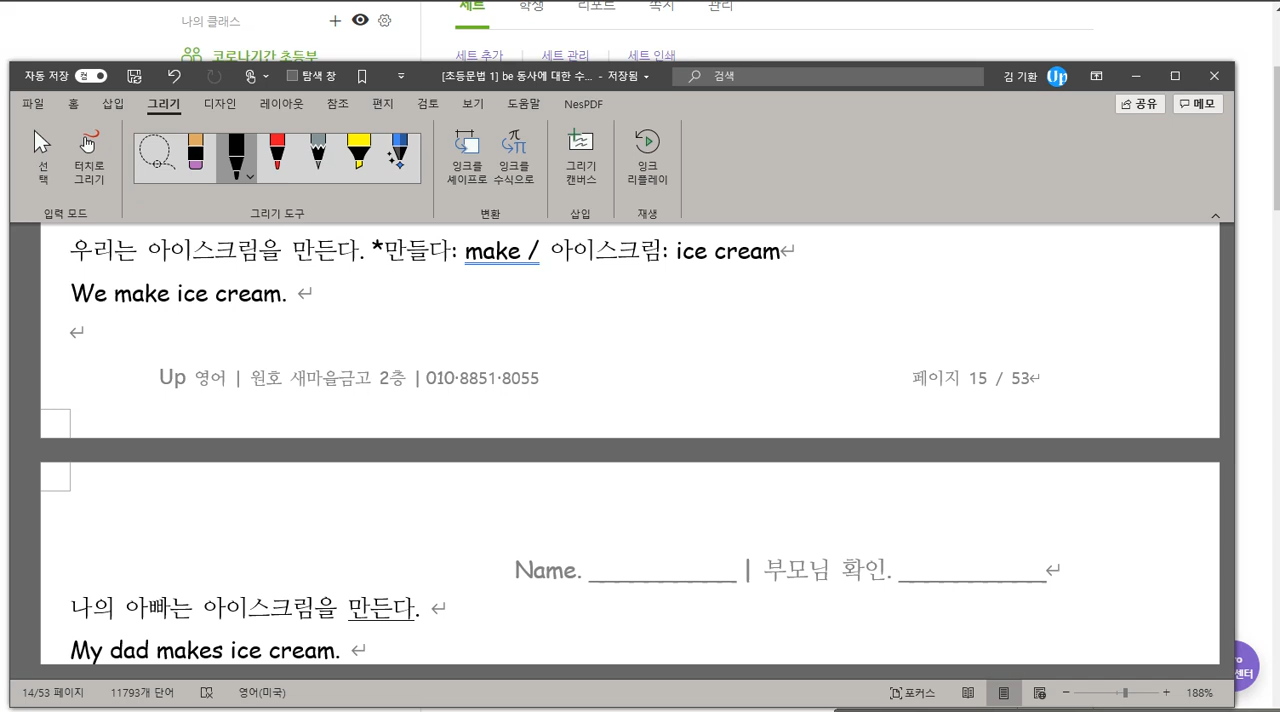 나의 클래스
세트 학생 리포트 쪽지 관리
코로나기간 초등부
세트 추가 세트 관리 세트 인쇄
자동 저장 켬 탐색 창 [초등문법 1] be 동사에 대한 수... - 저장됨 검색 김 기환 Up
파일 홈 삽입 그리기 디자인 레이아웃 참조 편지 검토 보기 도움말 NesPDF 공유 메모
선택 터치로 그리기 잉크를 셰이프로 잉크를 수식으로 그리기 캔버스 잉크 리플레이
입력 모드 그리기 도구 변환 삽입 재생
우리는 아이스크림을 만든다. *만들다: make / 아이스크림: ice cream
We make ice cream.
Up 영어 | 원호 새마을금고 2층 | 010·8851·8055 페이지 15 / 53
Name. ____________ | 부모님 확인. ____________
나의 아빠는 아이스크림을 만든다.
My dad makes ice cream.
센터
14/53 페이지 11793개 단어 영어(미국) 포커스 188%